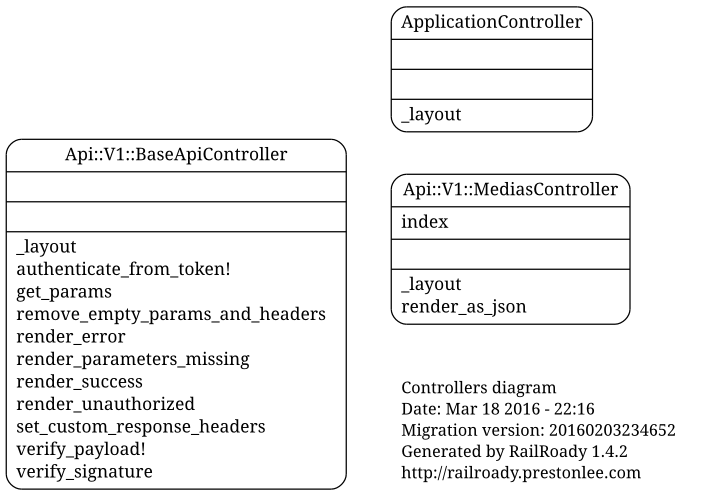 ApplicationController
_layout
Api::V1::BaseApiController
_layout
authenticate_from_token!
get_params
remove_empty_params_and_headers
render_error
render_parameters_missing
render_success
render_unauthorized
set_custom_response_headers
verify_payload!
verify_signature
Api::V1::MediasController
index
_layout
render_as_json
Controllers diagram
Date: Mar 18 2016 - 22:16
Migration version: 20160203234652
Generated by RailRoady 1.4.2
http://railroady.prestonlee.com